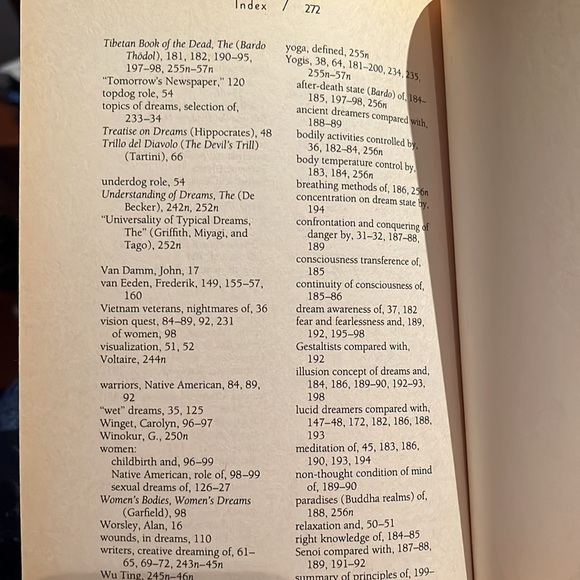 Index / 272
Tibetan Book of the Dead, The (Bardo
Thödol), 181, 182, 190–95,
197–98, 255n–57n
"Tomorrow's Newspaper," 120
topdog role, 54
topics of dreams, selection of,
233–34
Treatise on Dreams (Hippocrates), 48
Trillo del Diavolo (The Devil's Trill)
(Tartini), 66
underdog role, 54
Understanding of Dreams, The (De
Becker), 242n, 252n
"Universality of Typical Dreams,
The" (Griffith, Miyagi, and
Tago), 252n
Van Damm, John, 17
van Eeden, Frederik, 149, 155–57,
160
Vietnam veterans, nightmares of, 36
vision quest, 84–89, 92, 231
of women, 98
visualization, 51, 52
Voltaire, 244n
warriors, Native American, 84, 89,
92
"wet" dreams, 35, 125
Winget, Carolyn, 96–97
Winokur, G., 250n
women:
childbirth and, 96–99
Native American, role of, 98–99
sexual dreams of, 126–27
Women's Bodies, Women's Dreams
(Garfield), 98
Worsley, Alan, 16
wounds, in dreams, 110
writers, creative dreaming of, 61–
65, 69–72, 243n–45n
Wu Ting, 245n–46n
yoga, defined, 255n
Yogis, 38, 64, 181–200, 234, 235,
255n–57n
after-death state (Bardo) of, 184–
185, 197–98, 256n
ancient dreamers compared with,
188–89
bodily activities controlled by,
36, 182–84, 256n
body temperature control by,
183, 184, 256n
breathing methods of, 186, 256n
concentration on dream state by,
194
confrontation and conquering of
danger by, 31–32, 187–88,
189
consciousness transference of,
185
continuity of consciousness of,
185–86
dream awareness of, 37, 182
fear and fearlessness and, 189,
192, 195–98
Gestaltists compared with,
192
illusion concept of dreams and,
184, 186, 189–90, 192–93,
198
lucid dreamers compared with,
147–48, 172, 182, 186, 188,
193
meditation of, 45, 183, 186,
190, 193, 194
non-thought condition of mind
of, 189–90
paradises (Buddha realms) of,
188, 256n
relaxation and, 50–51
right knowledge of, 184–85
Senoi compared with, 187–88,
189, 191–92
summary of principles of, 199–